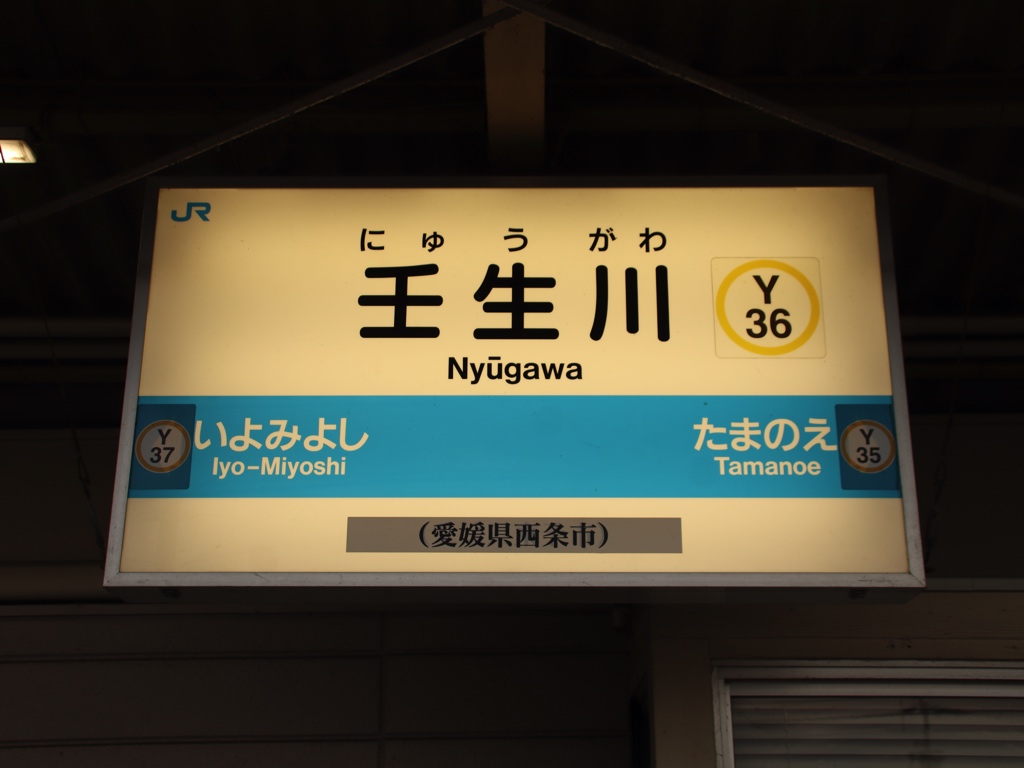 JR
にゅうがわ
壬生川
Y
36
Nyūgawa
Y
37
いよみよし
Iyo−Miyoshi
たまのえ
Tamanoe
Y
35
（愛媛県西条市）